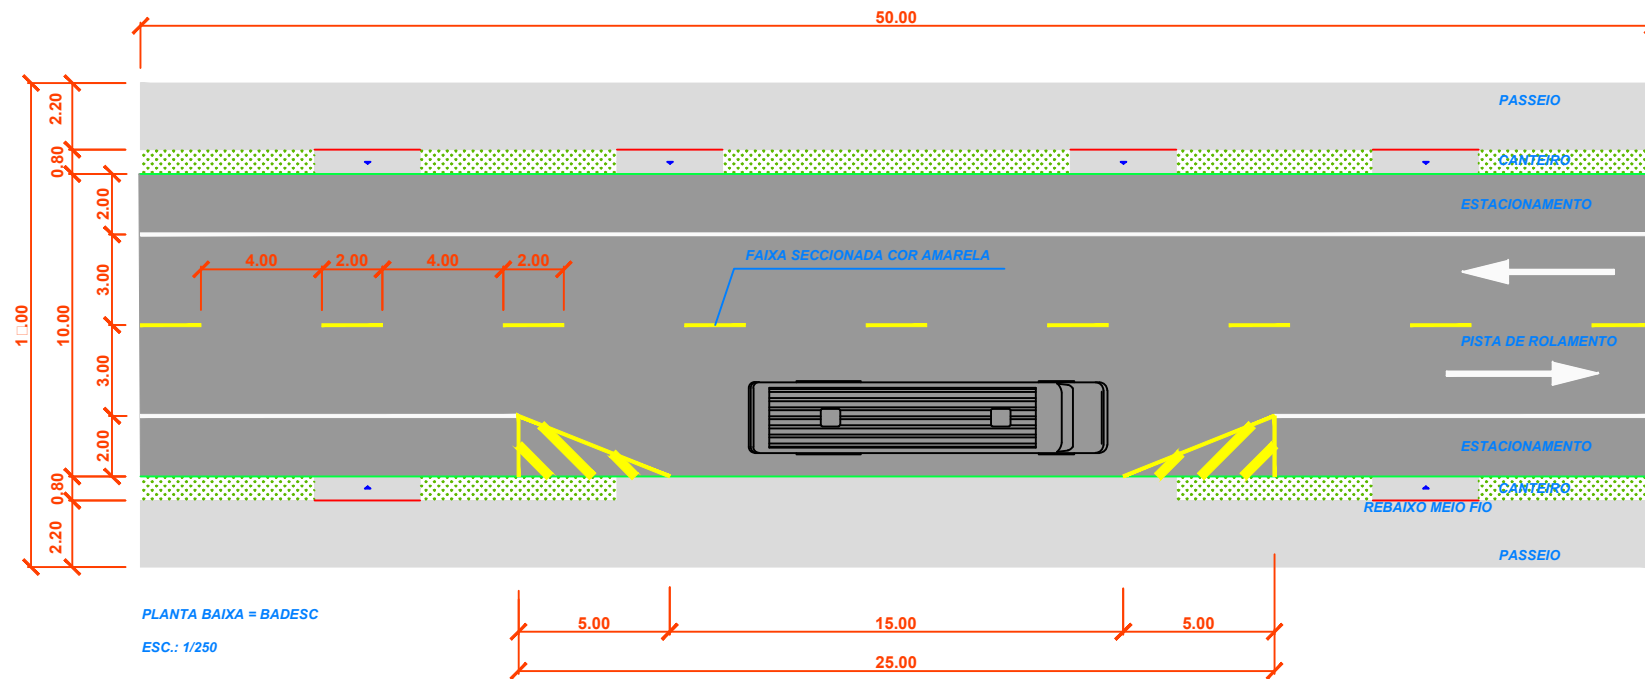 50.00
PASSEIO
2.20
0.80
CANTEIRO
2.00
ESTACIONAMENTO
FAIXA SECCIONADA COR AMARELA
4.00 2.00 4.00 2.00
3.00
10.00
PISTA DE ROLAMENTO
3.00
2.00
ESTACIONAMENTO
0.80
CANTEIRO
REBAIXO MEIO FIO
2.20
PASSEIO
PLANTA BAIXA = BADESC
ESC.: 1/250
5.00 15.00 5.00
25.00